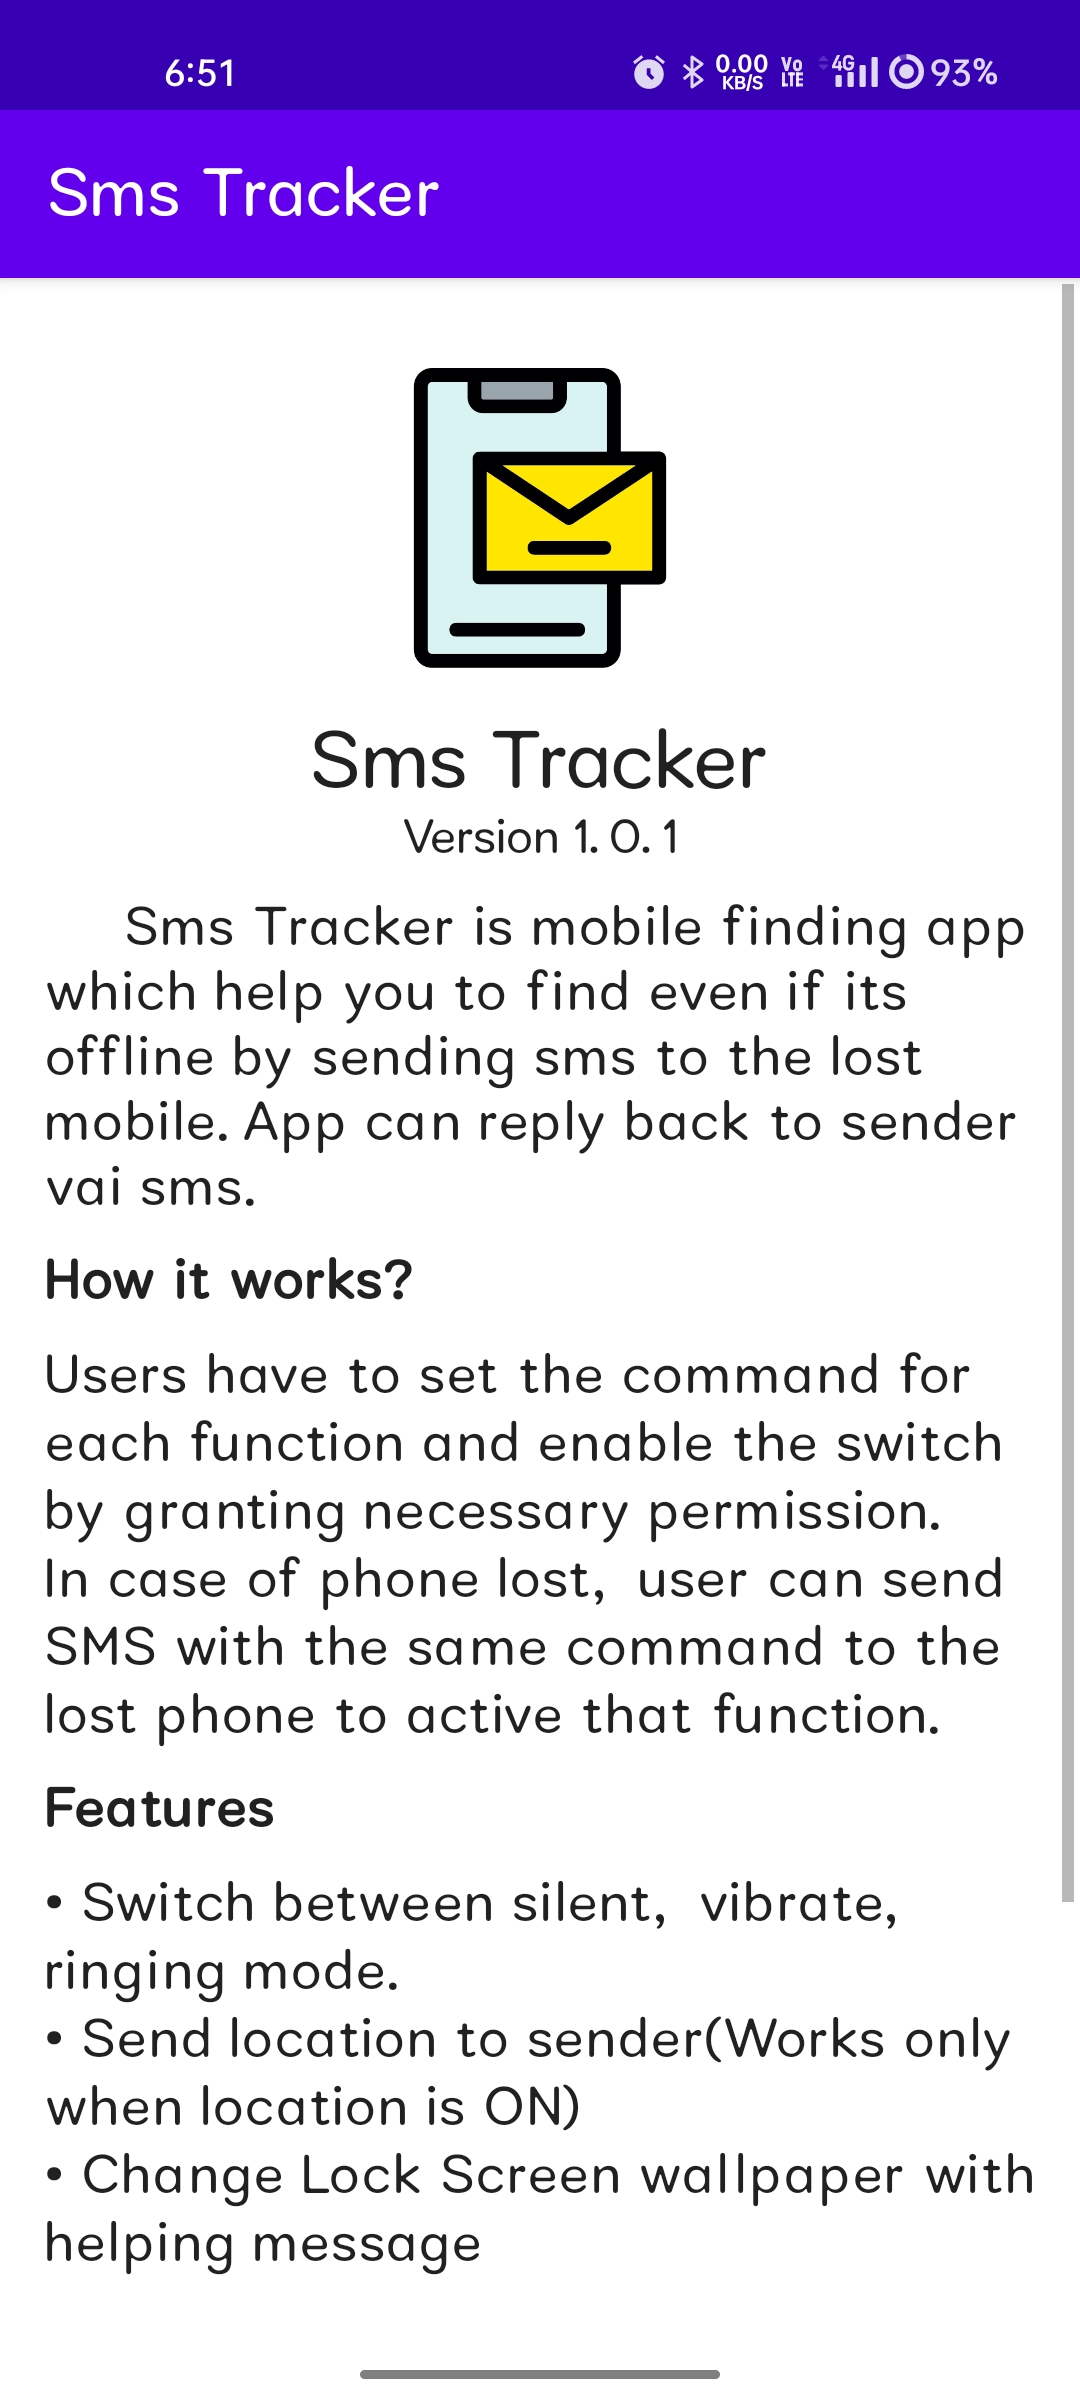 6:51
0.00 KB/S Vo LTE 4G 93%
Sms Tracker
Sms Tracker
Version 1.0.1
Sms Tracker is mobile finding app
which help you to find even if its
offline by sending sms to the lost
mobile. App can reply back to sender
vai sms.
How it works?
Users have to set the command for
each function and enable the switch
by granting necessary permission.
In case of phone lost, user can send
SMS with the same command to the
lost phone to active that function.
Features
• Switch between silent, vibrate,
ringing mode.
• Send location to sender(Works only
when location is ON)
• Change Lock Screen wallpaper with
helping message